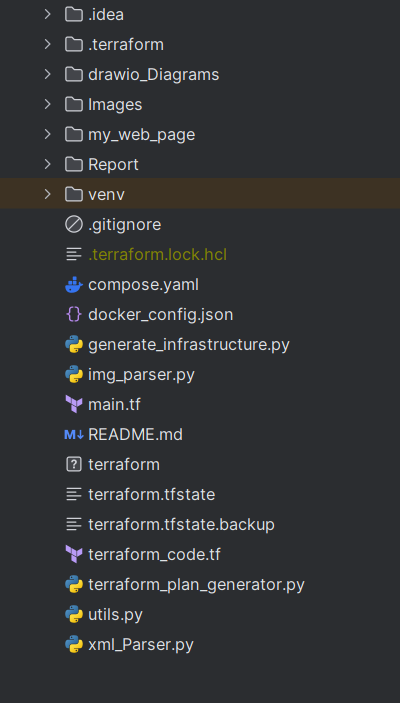 .idea
.terraform
drawio_Diagrams
Images
my_web_page
Report
venv
.gitignore
.terraform.lock.hcl
compose.yaml
docker_config.json
generate_infrastructure.py
img_parser.py
main.tf
M↓ README.md
? terraform
terraform.tfstate
terraform.tfstate.backup
terraform_code.tf
terraform_plan_generator.py
utils.py
xml_Parser.py